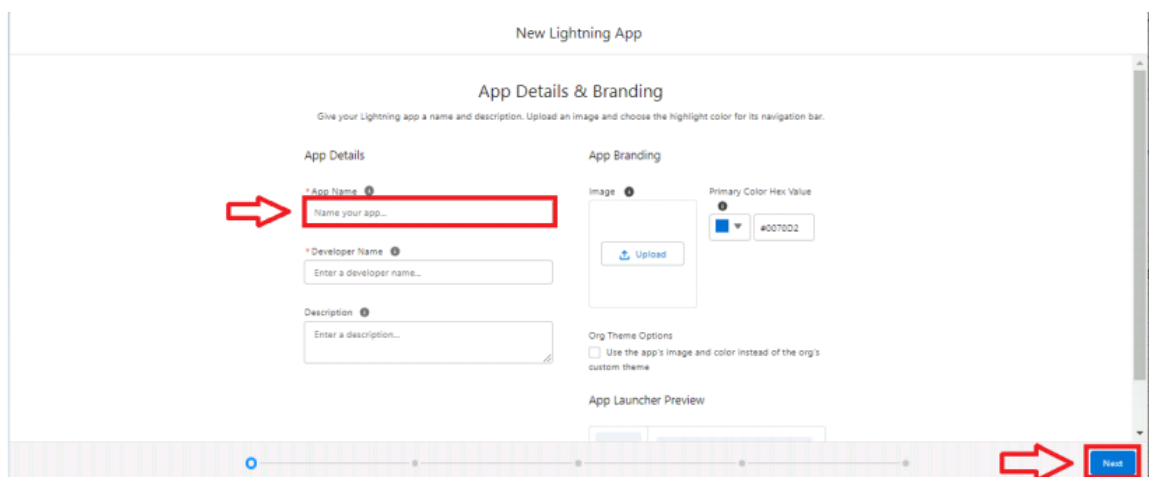 New Lightning App
App Details & Branding
Give your Lightning app a name and description. Upload an image and choose the highlight color for its navigation bar.
App Details
*App Name
Name your app...
*Developer Name
Enter a developer name...
Description
Enter a description...
App Branding
Image
Upload
Primary Color Hex Value
#0070D2
Org Theme Options
Use the app's image and color instead of the org's
custom theme
App Launcher Preview
Next